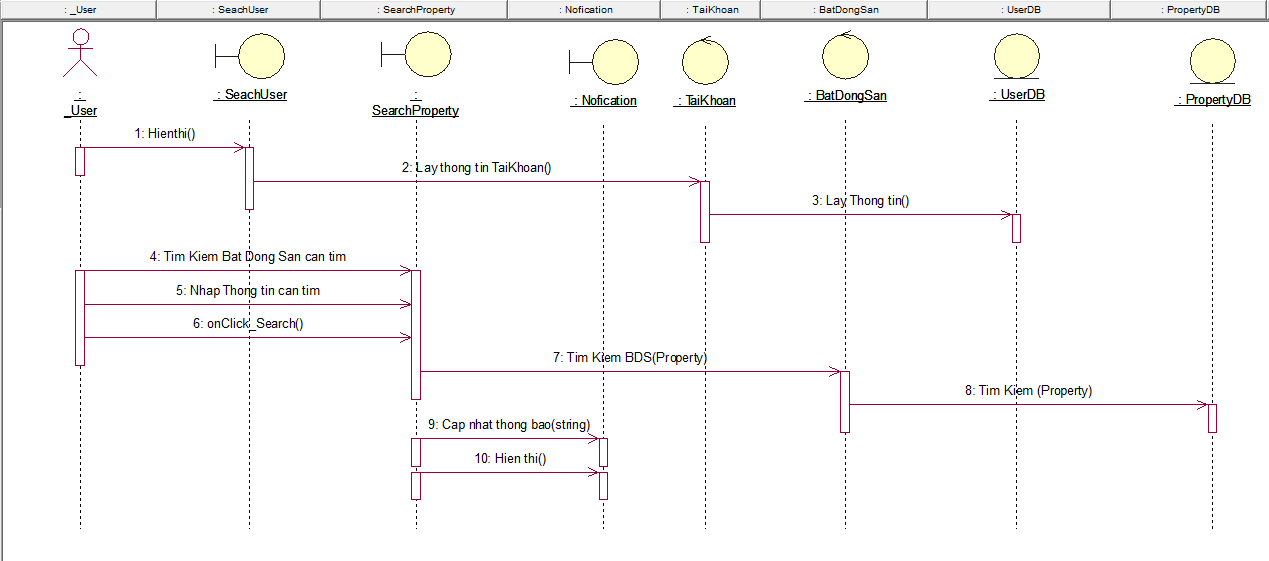 : _User
: SeachUser
: SearchProperty
: Nofication
: TaiKhoan
: BatDongSan
: UserDB
: PropertyDB
:
_User
: SeachUser
:
SearchProperty
: Nofication
: TaiKhoan
: BatDongSan
: UserDB
: PropertyDB
1: Hienthi()
2: Lay thong tin TaiKhoan()
3: Lay Thong tin()
4: Tim Kiem Bat Dong San can tim
5: Nhap Thong tin can tim
6: onClick_Search()
7: Tim Kiem BDS(Property)
8: Tim Kiem (Property)
9: Cap nhat thong bao(string)
10: Hien thi()